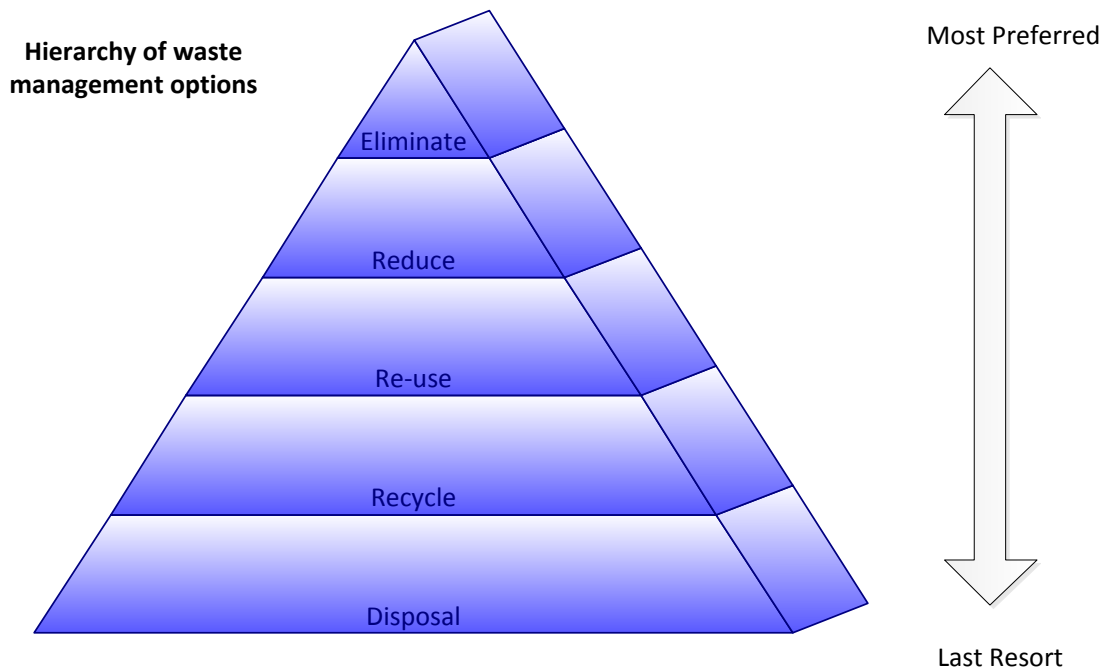 Hierarchy of waste
management options
Most Preferred
Eliminate
Reduce
Re-use
Recycle
Disposal
Last Resort